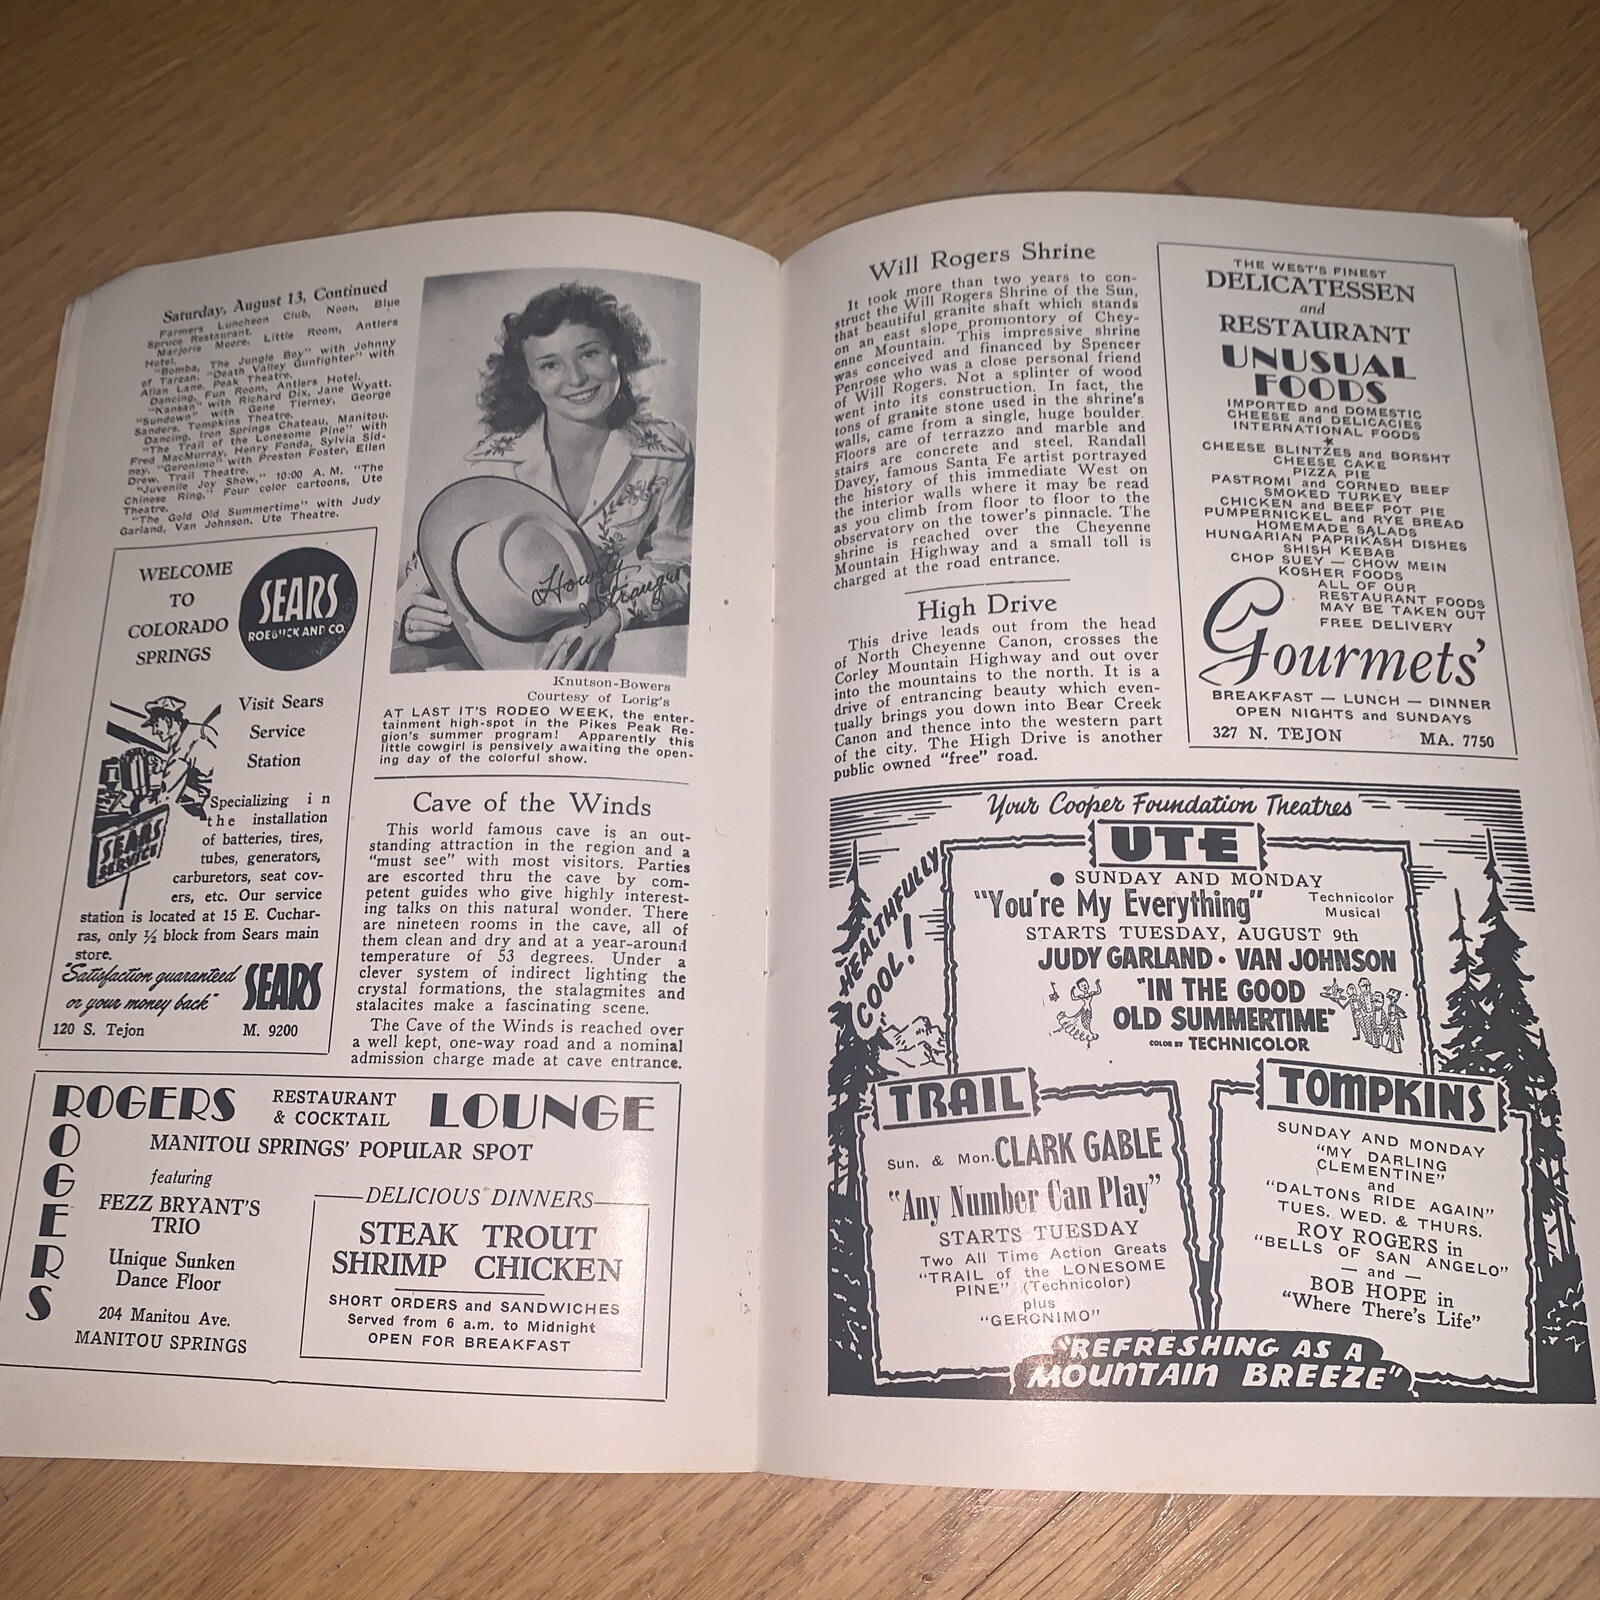 Saturday, August 13, Continued
Farmers Luncheon Club, Noon, Blue
Spruce Restaurant.
Marjorie Moore, Little Room, Antlers
Hotel.
"Bomba, The Jungle Boy" with Johnny
of Tarzan. "Death Valley Gunfighter" with
Allan Lane. Peak Theatre.
Dancing. Fun Room, Antlers Hotel.
"Kansan" with Richard Dix, Jane Wyatt.
"Sundown" with Gene Tierney, George
Sanders. Tompkins Theatre.
Dancing. Iron Springs Chateau, Manitou.
"The Trail of the Lonesome Pine" with
Fred MacMurray, Henry Fonda, Sylvia Sid-
ney. "Geronimo" with Preston Foster, Ellen
Drew. Trail Theatre.
"Juvenile Joy Show," 10:00 A. M. "The
Chinese Ring." Four color cartoons, Ute
Theatre.
"The Gold Old Summertime" with Judy
Garland, Van Johnson. Ute Theatre.
WELCOME
TO
COLORADO
SPRINGS
SEARS
ROEBUCK AND CO.
Visit Sears
Service
Station
SEARS
SERVICE
Specializing in
the installation
of batteries, tires,
tubes, generators,
carburetors, seat cov-
ers, etc. Our service
station is located at 15 E. Cuchar-
ras, only ½ block from Sears main
store.
"Satisfaction guaranteed
or your money back"
SEARS
120 S. Tejon M. 9200
Howdy
Stranger
Knutson-Bowers
Courtesy of Lorig's
AT LAST IT'S RODEO WEEK, the enter-
tainment high-spot in the Pikes Peak Re-
gion's summer program! Apparently this
little cowgirl is pensively awaiting the open-
ing day of the colorful show.
Cave of the Winds
This world famous cave is an out-
standing attraction in the region and a
"must see" with most visitors. Parties
are escorted thru the cave by com-
petent guides who give highly interest-
ing talks on this natural wonder. There
are nineteen rooms in the cave, all of
them clean and dry and at a year-around
temperature of 53 degrees. Under a
clever system of indirect lighting the
crystal formations, the stalagmites and
stalacites make a fascinating scene.
The Cave of the Winds is reached over
a well kept, one-way road and a nominal
admission charge made at cave entrance.
ROGERS RESTAURANT & COCKTAIL LOUNGE
ROGERS
MANITOU SPRINGS' POPULAR SPOT
featuring
FEZZ BRYANT'S
TRIO
Unique Sunken
Dance Floor
204 Manitou Ave.
MANITOU SPRINGS
DELICIOUS DINNERS
STEAK TROUT
SHRIMP CHICKEN
SHORT ORDERS and SANDWICHES
Served from 6 a.m. to Midnight
OPEN FOR BREAKFAST
Will Rogers Shrine
It took more than two years to con-
struct the Will Rogers Shrine of the Sun,
that beautiful granite shaft which stands
on an east slope promontory of Chey-
enne Mountain. This impressive shrine
was conceived and financed by Spencer
Penrose who was a close personal friend
of Will Rogers. Not a splinter of wood
went into its construction. In fact, the
tons of granite stone used in the shrine's
walls, came from a single, huge boulder.
Floors are of terrazzo and marble and
stairs are concrete and steel. Randall
Davey, famous Santa Fe artist portrayed
the history of this immediate West on
the interior walls where it may be read
as you climb from floor to floor to the
observatory on the tower's pinnacle. The
shrine is reached over the Cheyenne
Mountain Highway and a small toll is
charged at the road entrance.
High Drive
This drive leads out from the head
of North Cheyenne Canon, crosses the
Corley Mountain Highway and out over
into the mountains to the north. It is a
drive of entrancing beauty which even-
tually brings you down into Bear Creek
Canon and thence into the western part
of the city. The High Drive is another
public owned "free" road.
THE WEST'S FINEST
DELICATESSEN
and
RESTAURANT
UNUSUAL
FOODS
IMPORTED and DOMESTIC
CHEESE and DELICACIES
INTERNATIONAL FOODS
CHEESE BLINTZES and BORSHT
CHEESE CAKE
PIZZA PIE
PASTROMI and CORNED BEEF
SMOKED TURKEY
CHICKEN and BEEF POT PIE
PUMPERNICKEL and RYE BREAD
HOMEMADE SALADS
HUNGARIAN PAPRIKASH DISHES
SHISH KEBAB
CHOP SUEY — CHOW MEIN
KOSHER FOODS
ALL OF OUR
RESTAURANT FOODS
MAY BE TAKEN OUT
FREE DELIVERY
Gourmets'
BREAKFAST — LUNCH — DINNER
OPEN NIGHTS and SUNDAYS
327 N. TEJON MA. 7750
Your Cooper Foundation Theatres
UTE
HEALTHFULLY
COOL!
● SUNDAY AND MONDAY
"You're My Everything" Technicolor
Musical
STARTS TUESDAY, AUGUST 9th
JUDY GARLAND · VAN JOHNSON
"IN THE GOOD
OLD SUMMERTIME"
COLOR BY TECHNICOLOR
TRAIL
Sun. & Mon. CLARK GABLE
"Any Number Can Play"
STARTS TUESDAY
Two All Time Action Greats
"TRAIL of the LONESOME
PINE" (Technicolor)
plus
"GERONIMO"
TOMPKINS
SUNDAY AND MONDAY
"MY DARLING
CLEMENTINE"
and
"DALTONS RIDE AGAIN"
TUES. WED. & THURS.
ROY ROGERS in
"BELLS OF SAN ANGELO"
— and —
BOB HOPE in
"Where There's Life"
"REFRESHING AS A
MOUNTAIN BREEZE"